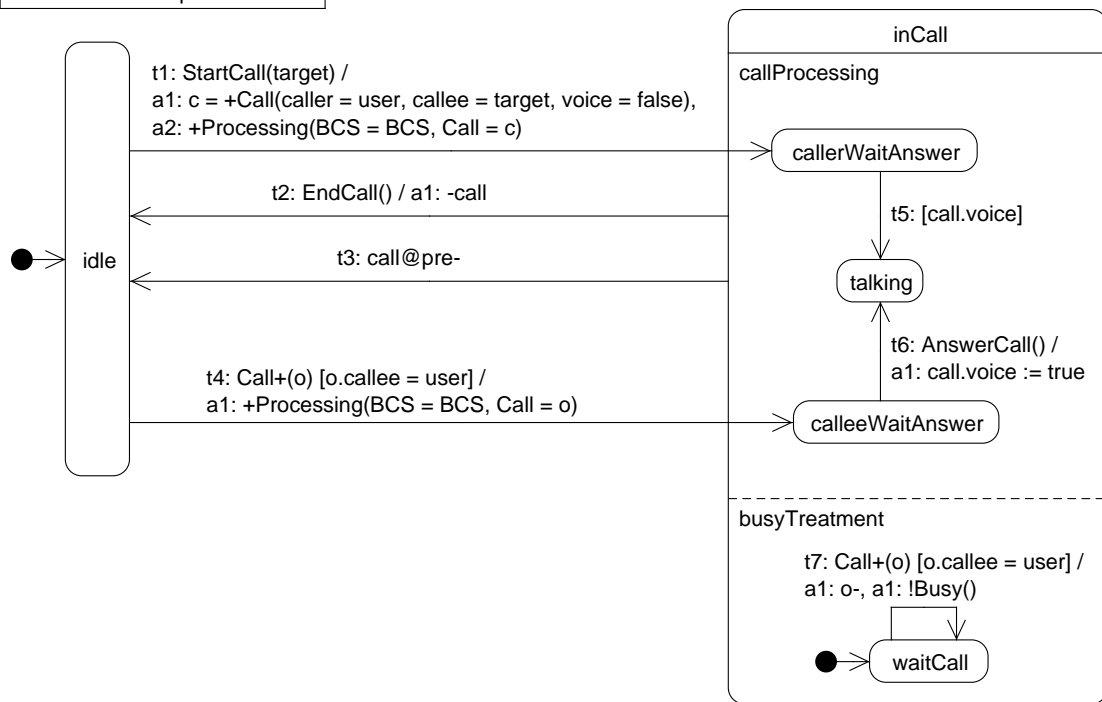 inCall
callProcessing
t1: StartCall(target) /
a1: c = +Call(caller = user, callee = target, voice = false),
a2: +Processing(BCS = BCS, Call = c)
callerWaitAnswer
t2: EndCall() / a1: -call
t5: [call.voice]
idle
t3: call@pre-
talking
t6: AnswerCall() /
a1: call.voice := true
t4: Call+(o) [o.callee = user] /
a1: +Processing(BCS = BCS, Call = o)
calleeWaitAnswer
busyTreatment
t7: Call+(o) [o.callee = user] /
a1: o-, a1: !Busy()
waitCall